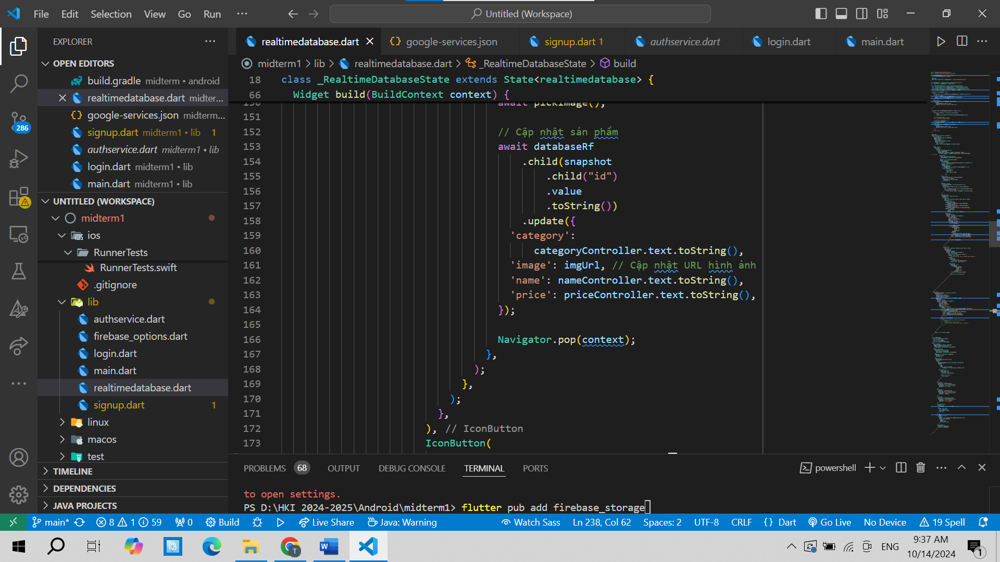 File Edit Selection View Go Run ··· Untitled (Workspace)
EXPLORER
OPEN EDITORS
build.gradle midterm • android
realtimedatabase.dart midter...
google-services.json midterm...
signup.dart midterm1 • lib 1
authservice.dart midterm1 • lib
login.dart midterm1 • lib
main.dart midterm1 • lib
UNTITLED (WORKSPACE)
midterm1
ios
RunnerTests
RunnerTests.swift
.gitignore
lib
authservice.dart
firebase_options.dart
login.dart
main.dart
realtimedatabase.dart
signup.dart 1
linux
macos
test
TIMELINE
DEPENDENCIES
JAVA PROJECTS
286
realtimedatabase.dart google-services.json signup.dart 1 authservice.dart login.dart main.dart
midterm1 > lib > realtimedatabase.dart > _RealtimeDatabaseState > build
18 class _RealtimeDatabaseState extends State<realtimedatabase> {
66 Widget build(BuildContext context) {
150 await pickImage();
151
152 // Cập nhật sản phẩm
153 await databaseRf
154 .child(snapshot
155 .child("id")
156 .value
157 .toString())
158 .update({
159 'category':
160 categoryController.text.toString(),
161 'image': imgUrl, // Cập nhật URL hình ảnh
162 'name': nameController.text.toString(),
163 'price': priceController.text.toString(),
164 });
165
166 Navigator.pop(context);
167 },
168 );
169 },
170 );
171 },
172 ), // IconButton
173 IconButton(
PROBLEMS 68 OUTPUT DEBUG CONSOLE TERMINAL PORTS powershell
to open settings.
PS D:\HKI 2024-2025\Android\midterm1> flutter pub add firebase_storage
main* 8 1 59 0 Build Live Share Java: Warning Watch Sass Ln 238, Col 62 Spaces: 2 UTF-8 CRLF {} Dart Go Live No Device 19 Spell
T W ENG 9:37 AM
10/14/2024 1